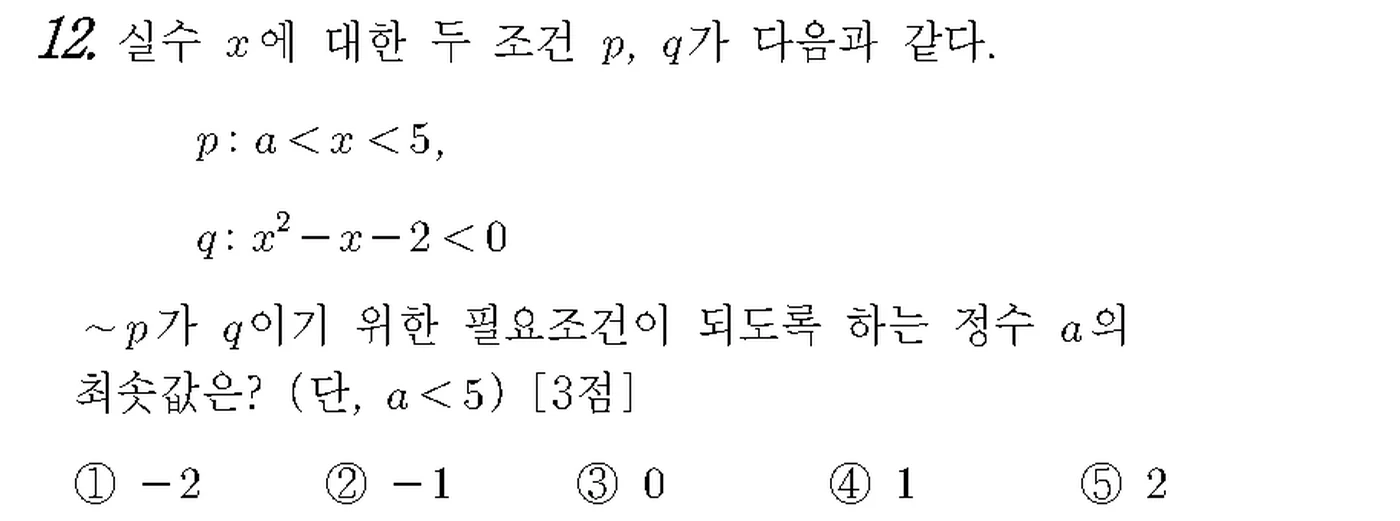 12. 실수 x에 대한 두 조건 p, q가 다음과 같다.
p: a < x < 5,
q: x² − x − 2 < 0
~p가 q이기 위한 필요조건이 되도록 하는 정수 a의
최솟값은? (단, a < 5) [3점]
① −2 ② −1 ③ 0 ④ 1 ⑤ 2